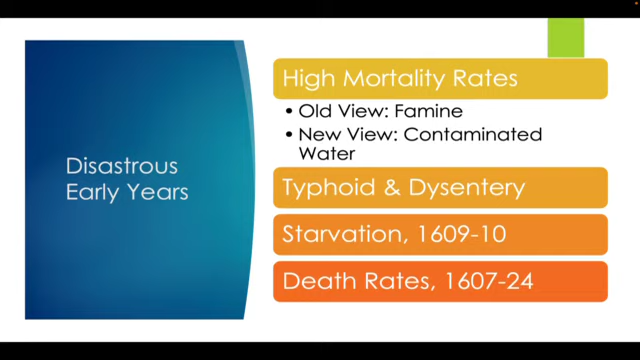 Disastrous
Early Years
High Mortality Rates
• Old View: Famine
• New View: Contaminated
Water
Typhoid & Dysentery
Starvation, 1609-10
Death Rates, 1607-24